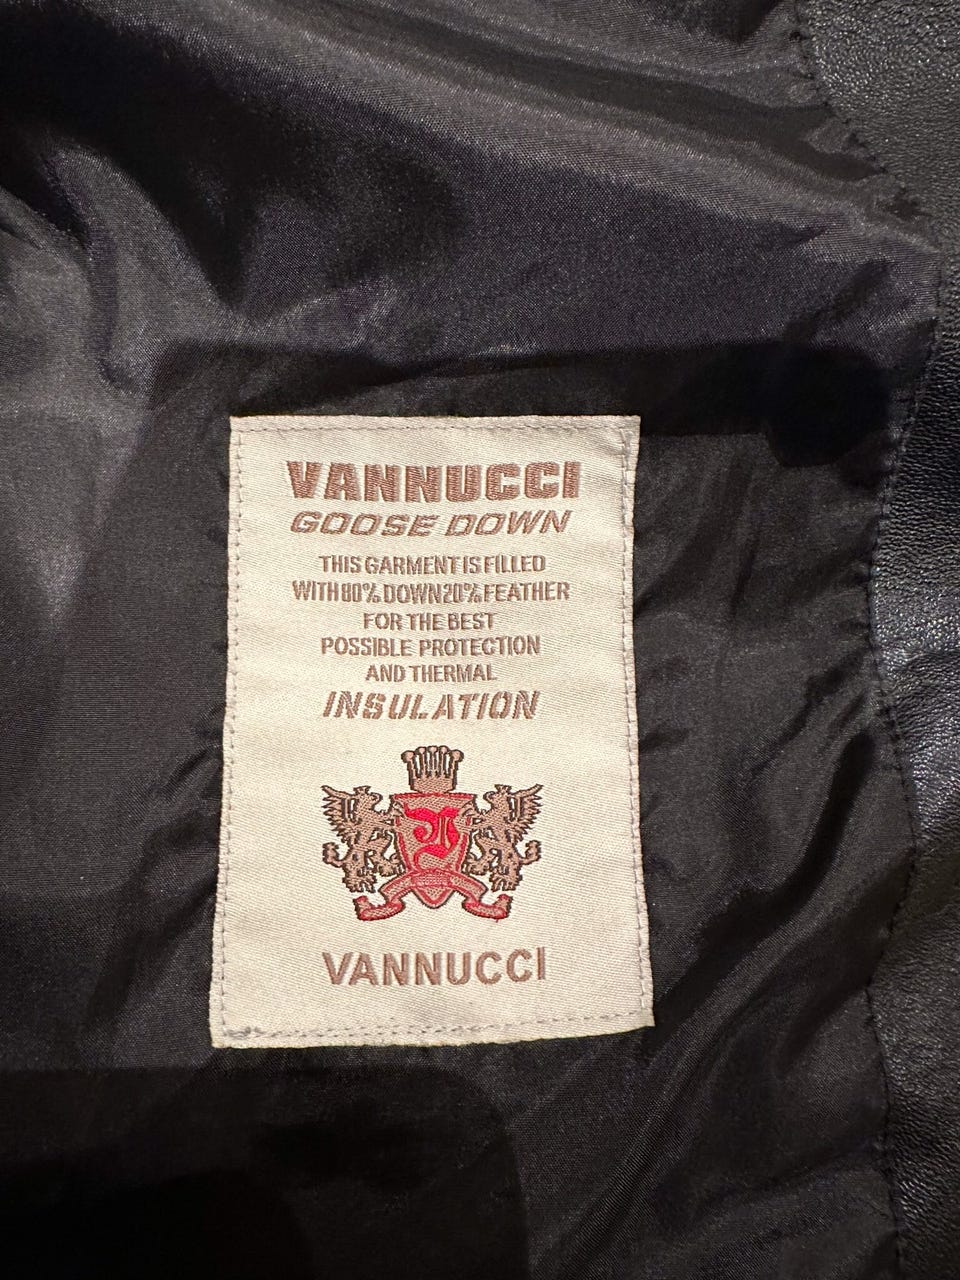 VANNUCCI
GOOSE DOWN
THIS GARMENT IS FILLED
WITH 80% DOWN 20% FEATHER
FOR THE BEST
POSSIBLE PROTECTION
AND THERMAL
INSULATION
VANNUCCI